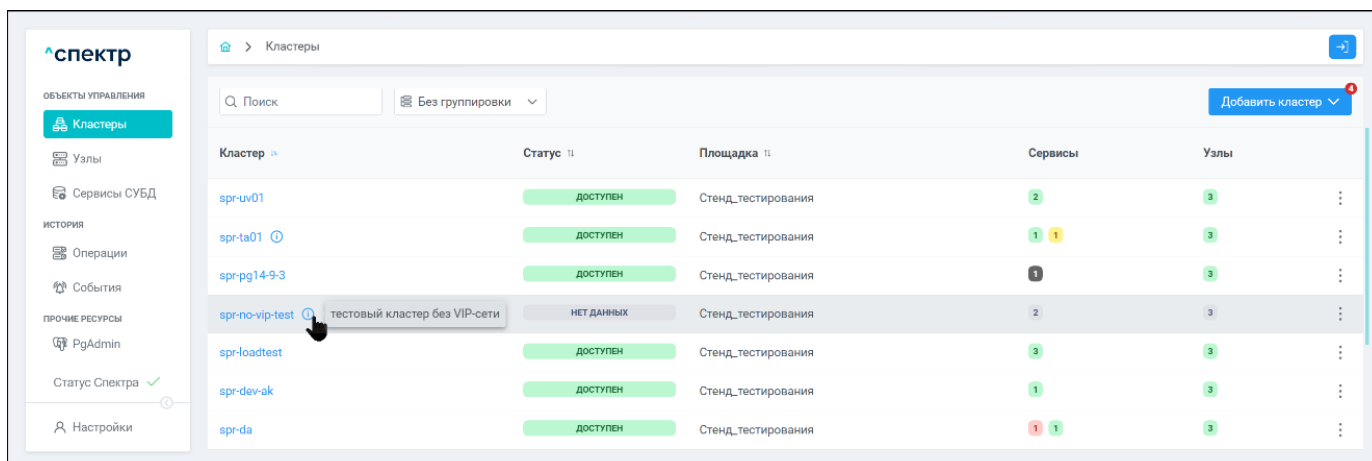 ^спектр
ОБЪЕКТЫ УПРАВЛЕНИЯ
Кластеры
Узлы
Сервисы СУБД
ИСТОРИЯ
Операции
События
ПРОЧИЕ РЕСУРСЫ
PgAdmin
Статус Спектра
Настройки
> Кластеры
Поиск
Без группировки
Добавить кластер
4
Кластер Статус Площадка Сервисы Узлы
spr-uv01 ДОСТУПЕН Стенд_тестирования 2 3
spr-ta01 ДОСТУПЕН Стенд_тестирования 1 1 3
spr-pg14-9-3 ДОСТУПЕН Стенд_тестирования 1 3
spr-no-vip-test тестовый кластер без VIP-сети НЕТ ДАННЫХ Стенд_тестирования 2 3
spr-loadtest ДОСТУПЕН Стенд_тестирования 3 3
spr-dev-ak ДОСТУПЕН Стенд_тестирования 1 3
spr-da ДОСТУПЕН Стенд_тестирования 1 1 3